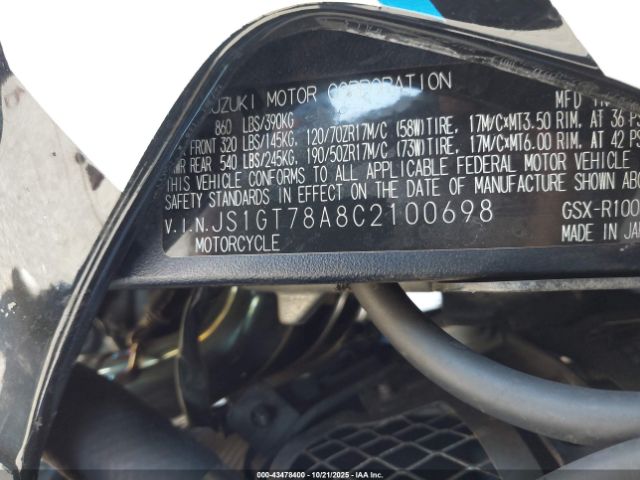 SUZUKI MOTOR CORPORATION MFD IN
860 LBS/390KG
FRONT 320 LBS/145KG, 120/70ZR17M/C (58W)TIRE, 17M/C×MT3.50 RIM, AT 36 PS
REAR 540 LBS/245KG, 190/50ZR17M/C (73W)TIRE, 17M/C×MT6.00 RIM, AT 42 PS
THIS VEHICLE CONFORMS TO ALL APPLICABLE FEDERAL MOTOR VEHICLE
SAFETY STANDARDS IN EFFECT ON THE DATE OF MANUFACTURE SHOWN ABO
V.I.N. JS1GT78A8C2100698 GSX-R100
MOTORCYCLE MADE IN JA
000-43478400 - 10/21/2025 - IAA Inc.